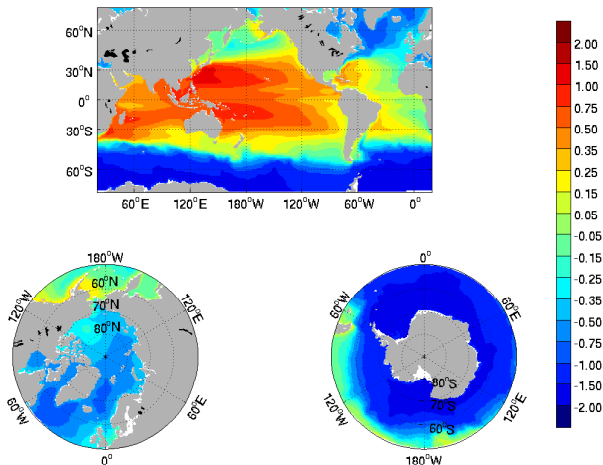 60°N
30°N
0°
30°S
60°S
60°E
120°E
180°W
120°W
60°W
0°
2.00
1.50
1.00
0.75
0.50
0.35
0.25
0.15
0.05
-0.05
-0.15
-0.25
-0.35
-0.50
-0.75
-1.00
-1.50
-2.00
180°W
120°W
120°E
60°N
70°N
80°N
60°W
60°E
0°
0°
60°W
60°E
80°S
70°S
60°S
120°W
120°E
180°W